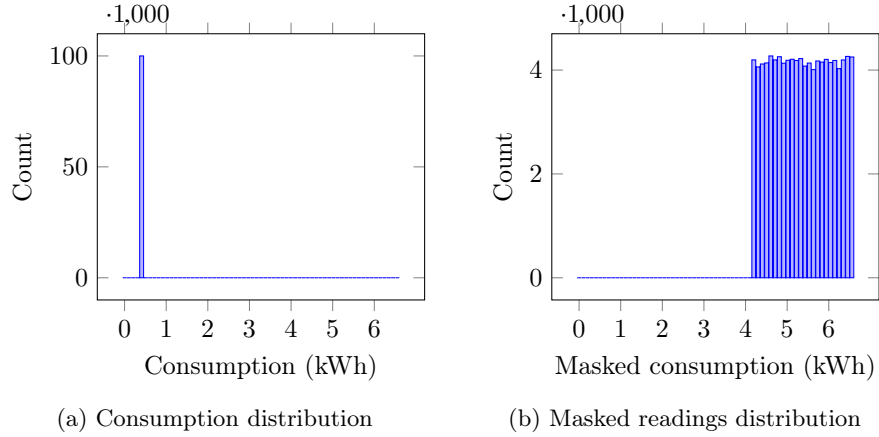 ·1,000
100
50
0
Count
0 1 2 3 4 5 6
Consumption (kWh)
(a) Consumption distribution
·1,000
4
2
0
Count
0 1 2 3 4 5 6
Masked consumption (kWh)
(b) Masked readings distribution